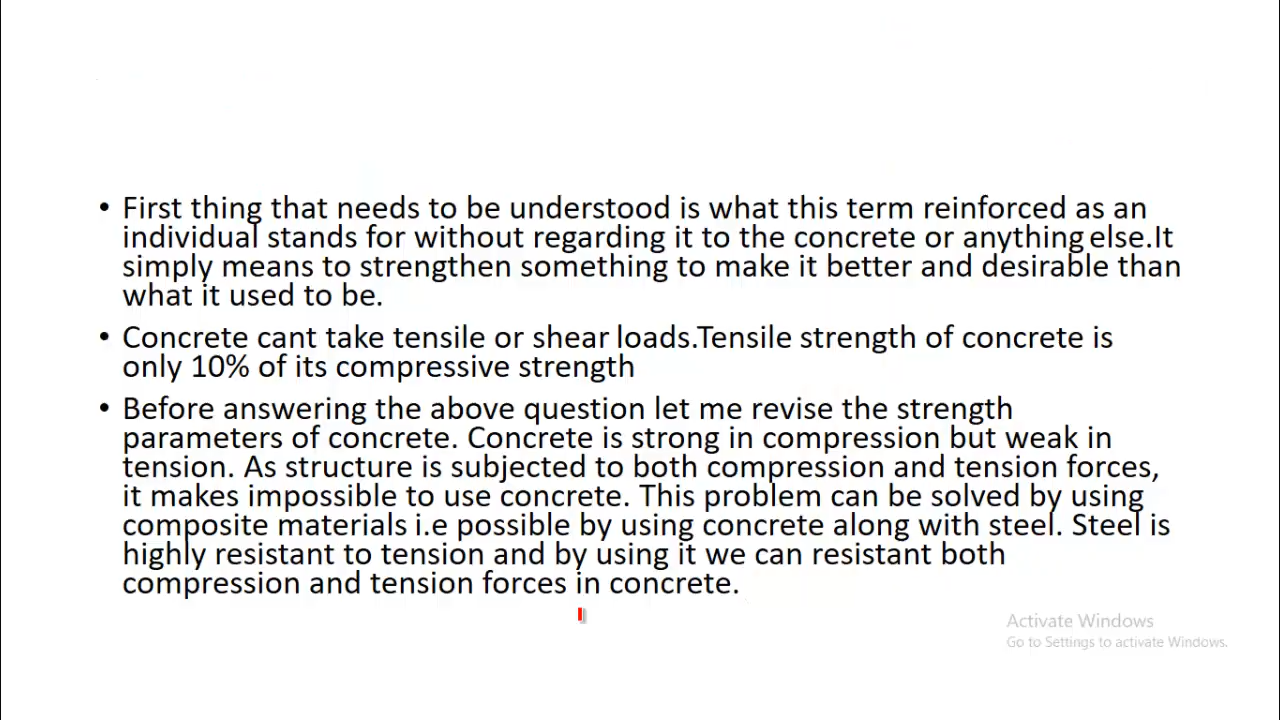 • First thing that needs to be understood is what this term reinforced as an
individual stands for without regarding it to the concrete or anything else.It
simply means to strengthen something to make it better and desirable than
what it used to be.
• Concrete cant take tensile or shear loads.Tensile strength of concrete is
only 10% of its compressive strength
• Before answering the above question let me revise the strength
parameters of concrete. Concrete is strong in compression but weak in
tension. As structure is subjected to both compression and tension forces,
it makes impossible to use concrete. This problem can be solved by using
composite materials i.e possible by using concrete along with steel. Steel is
highly resistant to tension and by using it we can resistant both
compression and tension forces in concrete.
Activate Windows
Go to Settings to activate Windows.